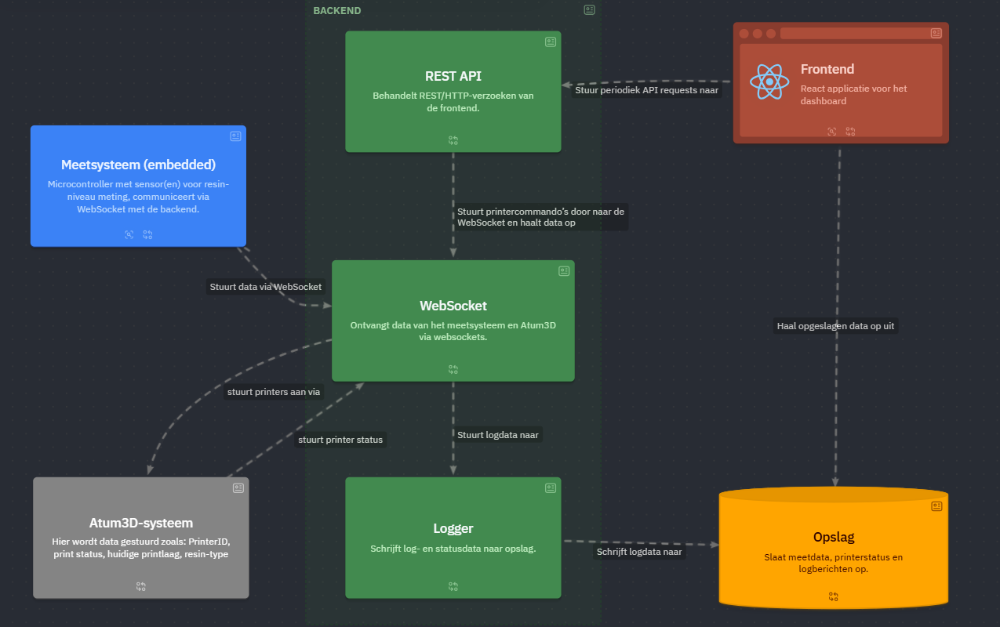 BACKEND
REST API
Behandelt REST/HTTP-verzoeken van
de frontend.
Stuur periodiek API requests naar
Frontend
React applicatie voor het
dashboard
Meetsysteem (embedded)
Microcontroller met sensor(en) voor resin-
niveau meting, communiceert via
WebSocket met de backend.
Stuurt printercommando's door naar de
WebSocket en haalt data op
Stuurt data via WebSocket
WebSocket
Ontvangt data van het meetsysteem en Atum3D
via websockets.
Haal opgeslagen data op uit
stuurt printers aan via
stuurt printer status
Stuurt logdata naar
Atum3D-systeem
Hier wordt data gestuurd zoals: PrinterID,
print status, huidige printlaag, resin-type
Logger
Schrijft log- en statusdata naar opslag.
Schrijft logdata naar
Opslag
Slaat meetdata, printerstatus en
logberichten op.